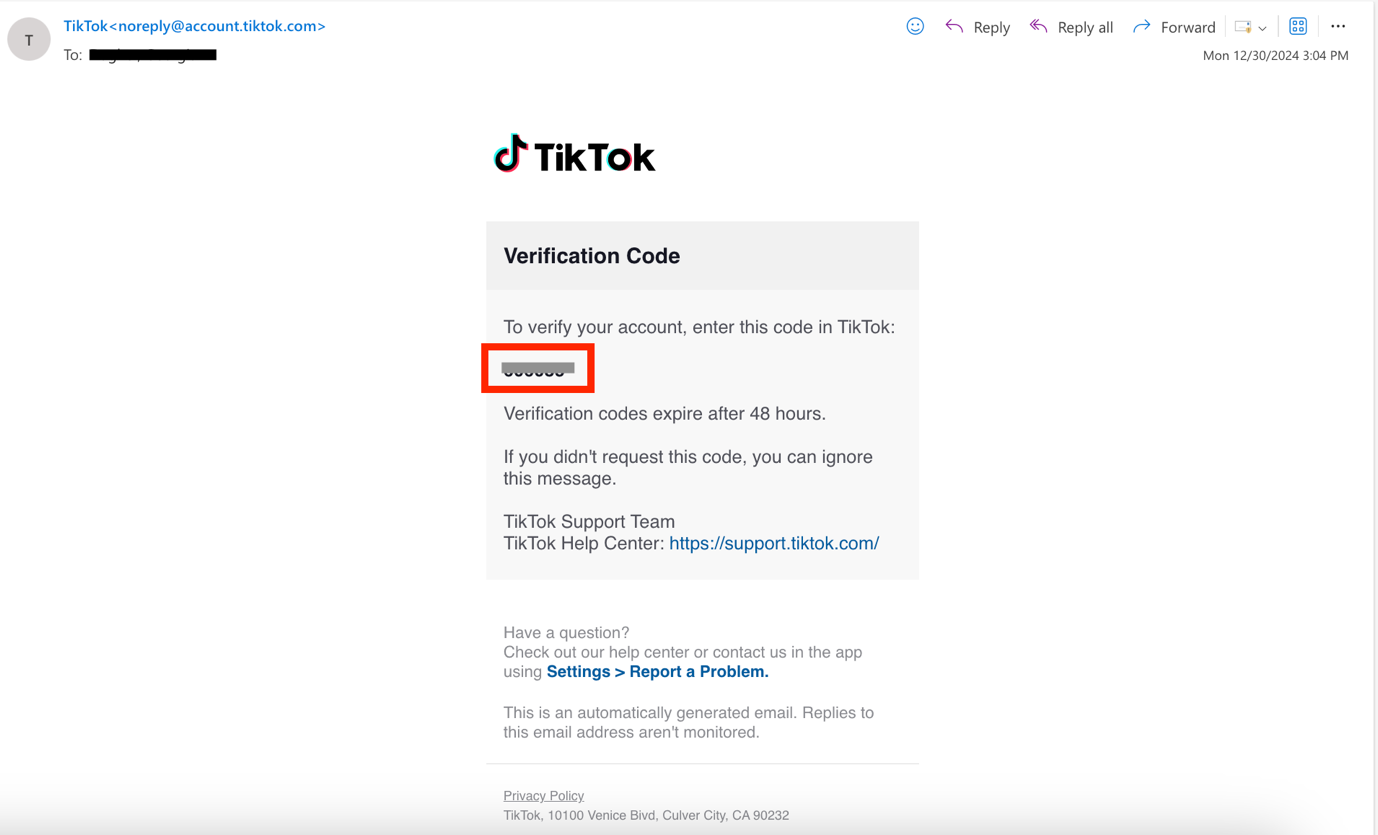 TikTok<noreply@account.tiktok.com>
Reply
Reply all
Forward
T
To:
Mon 12/30/2024 3:04 PM
TikTok
Verification Code
To verify your account, enter this code in TikTok:
Verification codes expire after 48 hours.
If you didn't request this code, you can ignore
this message.
TikTok Support Team
TikTok Help Center: https://support.tiktok.com/
Have a question?
Check out our help center or contact us in the app
using Settings > Report a Problem.
This is an automatically generated email. Replies to
this email address aren't monitored.
Privacy Policy
TikTok, 10100 Venice Blvd, Culver City, CA 90232